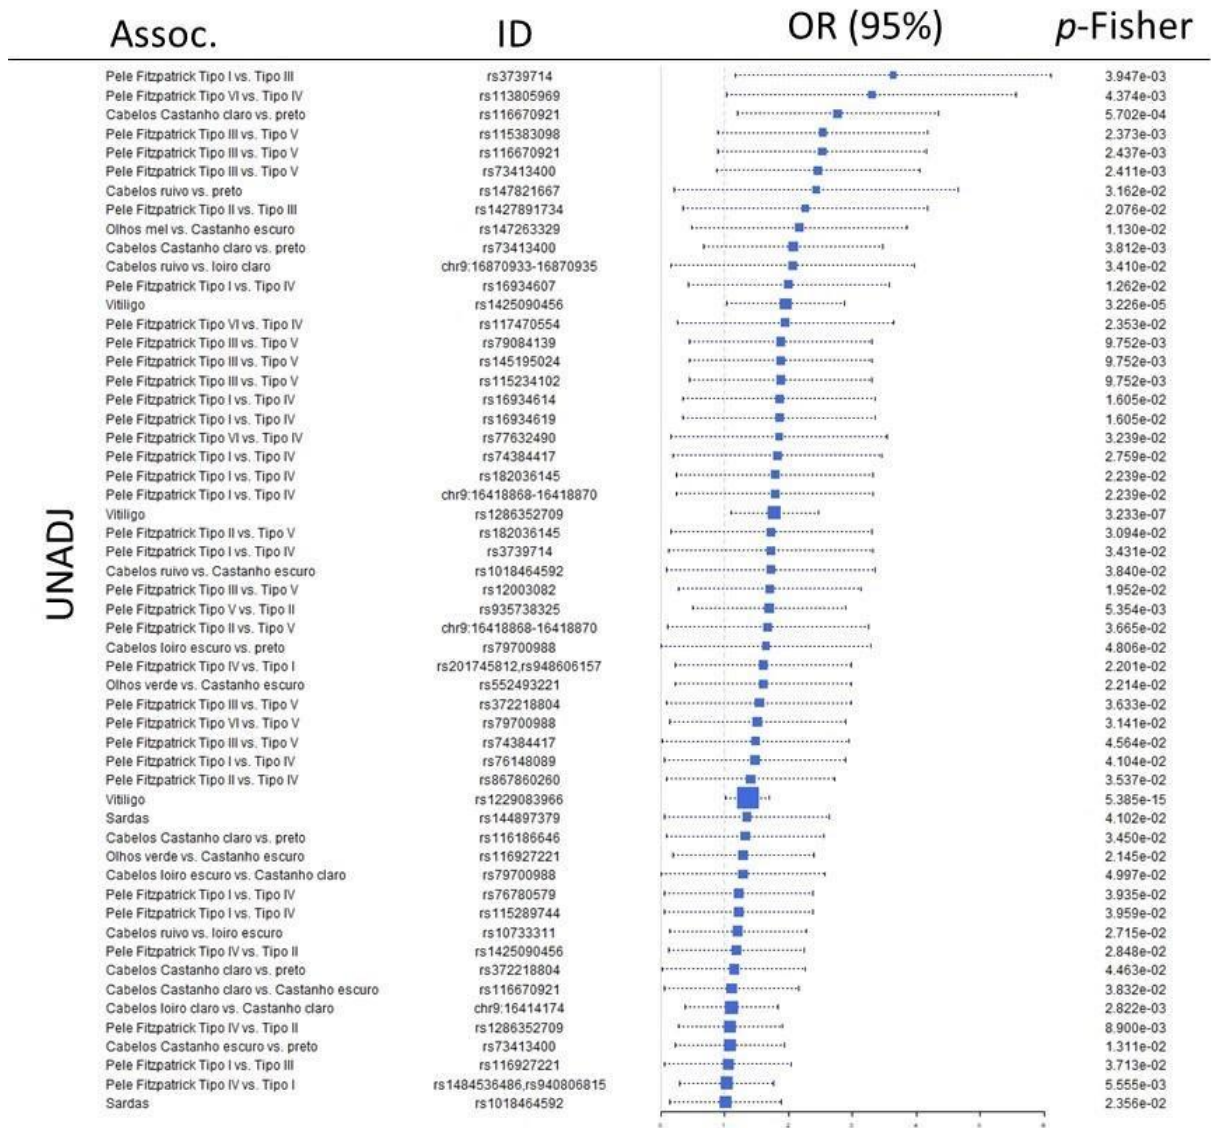 Assoc. ID OR (95%) p-Fisher
Pele Fitzpatrick Tipo I vs. Tipo III rs3739714 3.947e-03
Pele Fitzpatrick Tipo VI vs. Tipo IV rs113805969 4.374e-03
Cabelos Castanho claro vs. preto rs116670921 5.702e-04
Pele Fitzpatrick Tipo III vs. Tipo V rs115383098 2.373e-03
Pele Fitzpatrick Tipo III vs. Tipo V rs116670921 2.437e-03
Pele Fitzpatrick Tipo III vs. Tipo V rs73413400 2.411e-03
Cabelos ruivo vs. preto rs147821667 3.162e-02
Pele Fitzpatrick Tipo II vs. Tipo III rs1427891734 2.076e-02
Olhos mel vs. Castanho escuro rs147263329 1.130e-02
Cabelos Castanho claro vs. preto rs73413400 3.812e-03
Cabelos ruivo vs. loiro claro chr9:16870933-16870935 3.410e-02
Pele Fitzpatrick Tipo I vs. Tipo IV rs16934607 1.262e-02
Vitiligo rs1425090456 3.226e-05
Pele Fitzpatrick Tipo VI vs. Tipo IV rs117470554 2.353e-02
Pele Fitzpatrick Tipo III vs. Tipo V rs79084139 9.752e-03
Pele Fitzpatrick Tipo III vs. Tipo V rs145195024 9.752e-03
Pele Fitzpatrick Tipo III vs. Tipo V rs115234102 9.752e-03
Pele Fitzpatrick Tipo I vs. Tipo IV rs16934614 1.605e-02
Pele Fitzpatrick Tipo I vs. Tipo IV rs16934619 1.605e-02
Pele Fitzpatrick Tipo VI vs. Tipo IV rs77632490 3.239e-02
Pele Fitzpatrick Tipo I vs. Tipo IV rs74384417 2.759e-02
Pele Fitzpatrick Tipo I vs. Tipo IV rs182036145 2.239e-02
Pele Fitzpatrick Tipo I vs. Tipo IV chr9:16418868-16418870 2.239e-02
Vitiligo rs1286352709 3.233e-07
Pele Fitzpatrick Tipo II vs. Tipo V rs182036145 3.094e-02
Pele Fitzpatrick Tipo I vs. Tipo IV rs3739714 3.431e-02
Cabelos ruivo vs. Castanho escuro rs1018464592 3.840e-02
Pele Fitzpatrick Tipo III vs. Tipo V rs12003082 1.952e-02
Pele Fitzpatrick Tipo V vs. Tipo II rs935738325 5.354e-03
Pele Fitzpatrick Tipo II vs. Tipo V chr9:16418868-16418870 3.665e-02
Cabelos loiro escuro vs. preto rs79700988 4.806e-02
Pele Fitzpatrick Tipo IV vs. Tipo I rs201745812,rs948606157 2.201e-02
Olhos verde vs. Castanho escuro rs552493221 2.214e-02
Pele Fitzpatrick Tipo III vs. Tipo V rs372218804 3.633e-02
Pele Fitzpatrick Tipo VI vs. Tipo V rs79700988 3.141e-02
Pele Fitzpatrick Tipo III vs. Tipo V rs74384417 4.564e-02
Pele Fitzpatrick Tipo I vs. Tipo IV rs76148089 4.104e-02
Pele Fitzpatrick Tipo II vs. Tipo IV rs867860260 3.537e-02
Vitiligo rs1229083966 5.385e-15
Sardas rs144897379 4.102e-02
Cabelos Castanho claro vs. preto rs116186646 3.450e-02
Olhos verde vs. Castanho escuro rs116927221 2.145e-02
Cabelos loiro escuro vs. Castanho claro rs79700988 4.997e-02
Pele Fitzpatrick Tipo I vs. Tipo IV rs76780579 3.935e-02
Pele Fitzpatrick Tipo I vs. Tipo IV rs115289744 3.959e-02
Cabelos ruivo vs. loiro escuro rs10733311 2.715e-02
Pele Fitzpatrick Tipo IV vs. Tipo II rs1425090456 2.848e-02
Cabelos Castanho claro vs. preto rs372218804 4.463e-02
Cabelos Castanho claro vs. Castanho escuro rs116670921 3.832e-02
Cabelos loiro claro vs. Castanho claro chr9:16414174 2.822e-03
Pele Fitzpatrick Tipo IV vs. Tipo II rs1286352709 8.900e-03
Cabelos Castanho escuro vs. preto rs73413400 1.311e-02
Pele Fitzpatrick Tipo I vs. Tipo III rs116927221 3.713e-02
Pele Fitzpatrick Tipo IV vs. Tipo I rs1484536486,rs940806815 5.555e-03
Sardas rs1018464592 2.356e-02
UNADJ